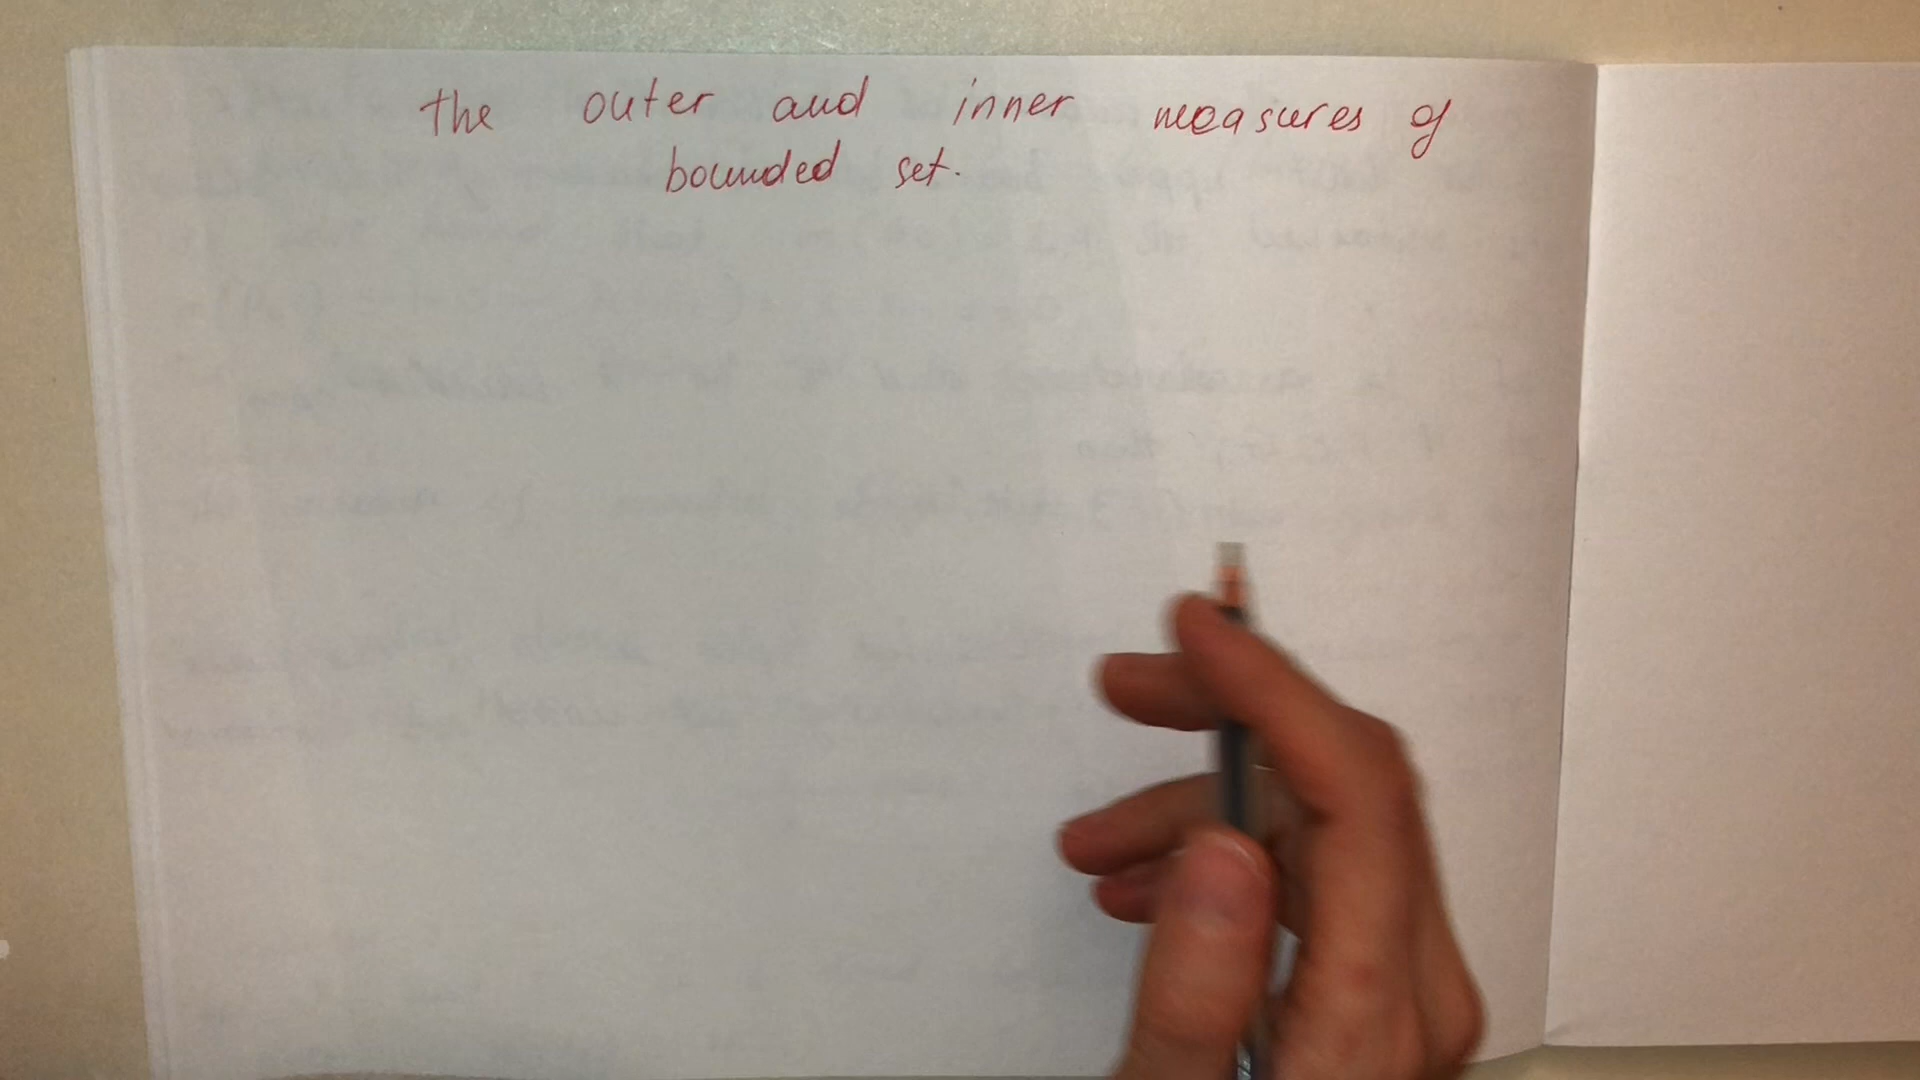 the outer and inner measures of
bounded set.